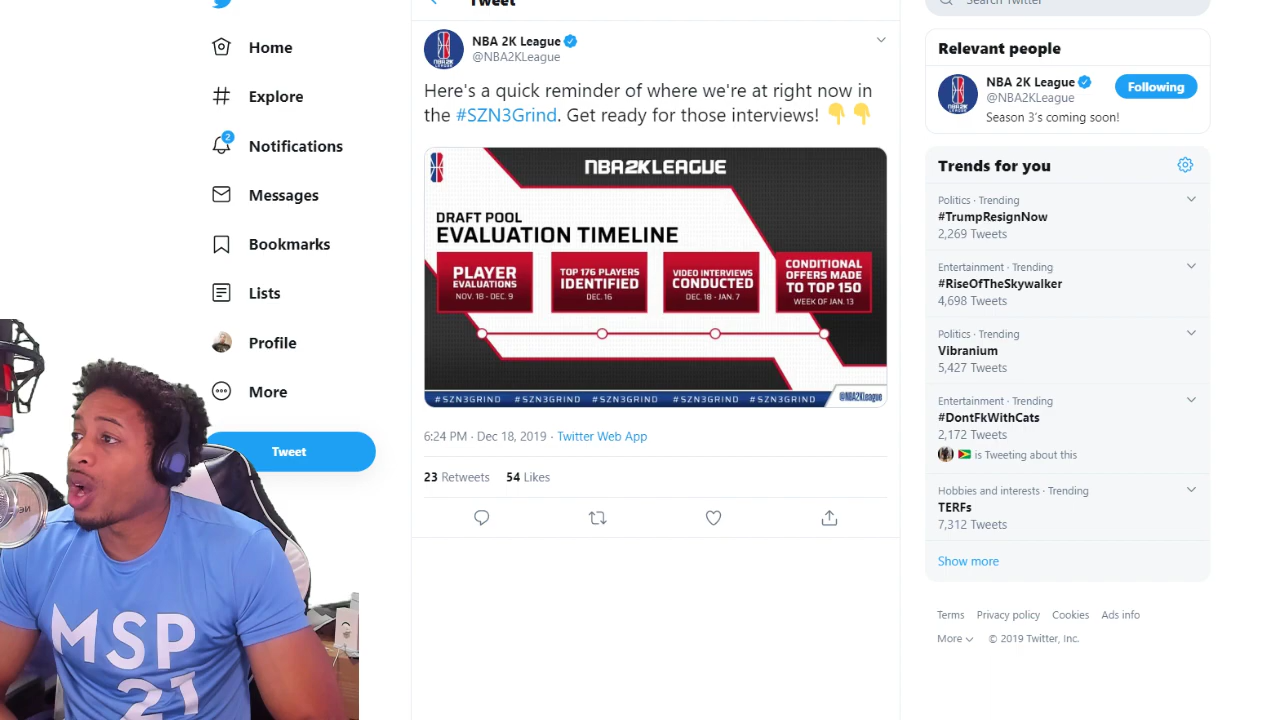 Tweet
Search Twitter
Home
Explore
2
Notifications
Messages
Bookmarks
Lists
Profile
More
Tweet
NBA 2K League
@NBA2KLeague
Here's a quick reminder of where we're at right now in
the #SZN3Grind. Get ready for those interviews!
NBA2KLEAGUE
DRAFT POOL
EVALUATION TIMELINE
PLAYER
EVALUATIONS
NOV. 18 - DEC. 9
TOP 176 PLAYERS
IDENTIFIED
DEC. 16
VIDEO INTERVIEWS
CONDUCTED
DEC. 18 - JAN. 7
CONDITIONAL
OFFERS MADE
TO TOP 150
WEEK OF JAN. 13
#SZN3GRIND #SZN3GRIND #SZN3GRIND #SZN3GRIND #SZN3GRIND @NBA2KLeague
6:24 PM · Dec 18, 2019 · Twitter Web App
23 Retweets 54 Likes
Relevant people
NBA 2K League
@NBA2KLeague
Following
Season 3's coming soon!
Trends for you
Politics · Trending
#TrumpResignNow
2,269 Tweets
Entertainment · Trending
#RiseOfTheSkywalker
4,698 Tweets
Politics · Trending
Vibranium
5,427 Tweets
Entertainment · Trending
#DontFkWithCats
2,172 Tweets
is Tweeting about this
Hobbies and interests · Trending
TERFs
7,312 Tweets
Show more
Terms Privacy policy Cookies Ads info
More © 2019 Twitter, Inc.
MSP
21